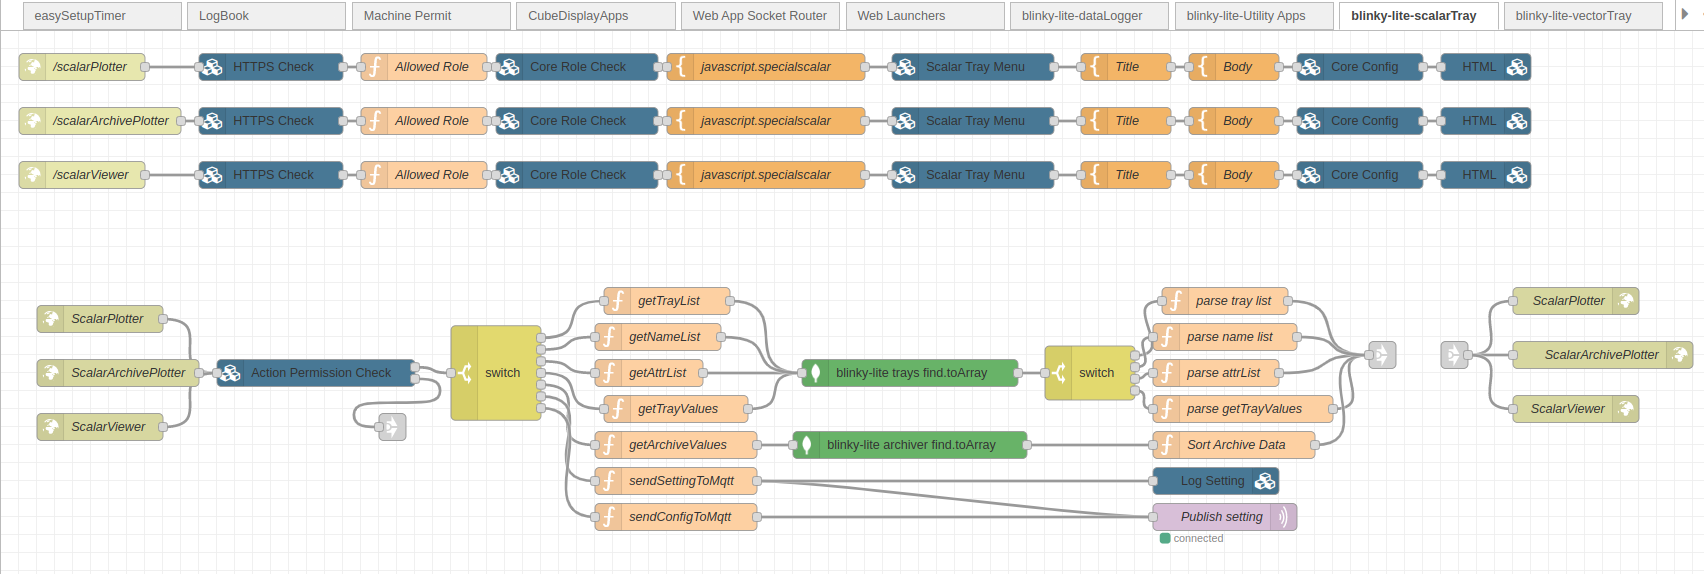 easySetupTimer
LogBook
Machine Permit
CubeDisplayApps
Web App Socket Router
Web Launchers
blinky-lite-dataLogger
blinky-lite-Utility Apps
blinky-lite-scalarTray
blinky-lite-vectorTray
/scalarPlotter
HTTPS Check
Allowed Role
Core Role Check
javascript.specialscalar
Scalar Tray Menu
Title
Body
Core Config
HTML
/scalarArchivePlotter
HTTPS Check
Allowed Role
Core Role Check
javascript.specialscalar
Scalar Tray Menu
Title
Body
Core Config
HTML
/scalarViewer
HTTPS Check
Allowed Role
Core Role Check
javascript.specialscalar
Scalar Tray Menu
Title
Body
Core Config
HTML
ScalarPlotter
ScalarArchivePlotter
ScalarViewer
Action Permission Check
switch
getTrayList
getNameList
getAttrList
getTrayValues
getArchiveValues
sendSettingToMqtt
sendConfigToMqtt
blinky-lite trays find.toArray
blinky-lite archiver find.toArray
switch
parse tray list
parse name list
parse attrList
parse getTrayValues
Sort Archive Data
Log Setting
Publish setting
connected
ScalarPlotter
ScalarArchivePlotter
ScalarViewer